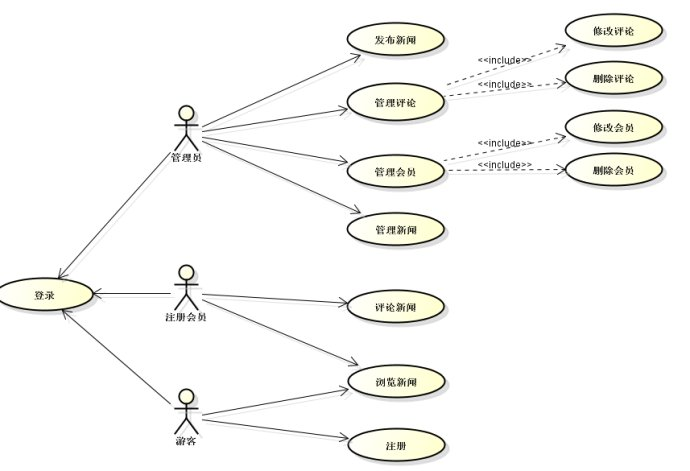 发布新闻
修改评论
<<include>>
删除评论
<<include>>
管理评论
修改会员
管理员
<<include>>
删除会员
<<include>>
管理会员
管理新闻
登录
注册会员
评论新闻
浏览新闻
游客
注册